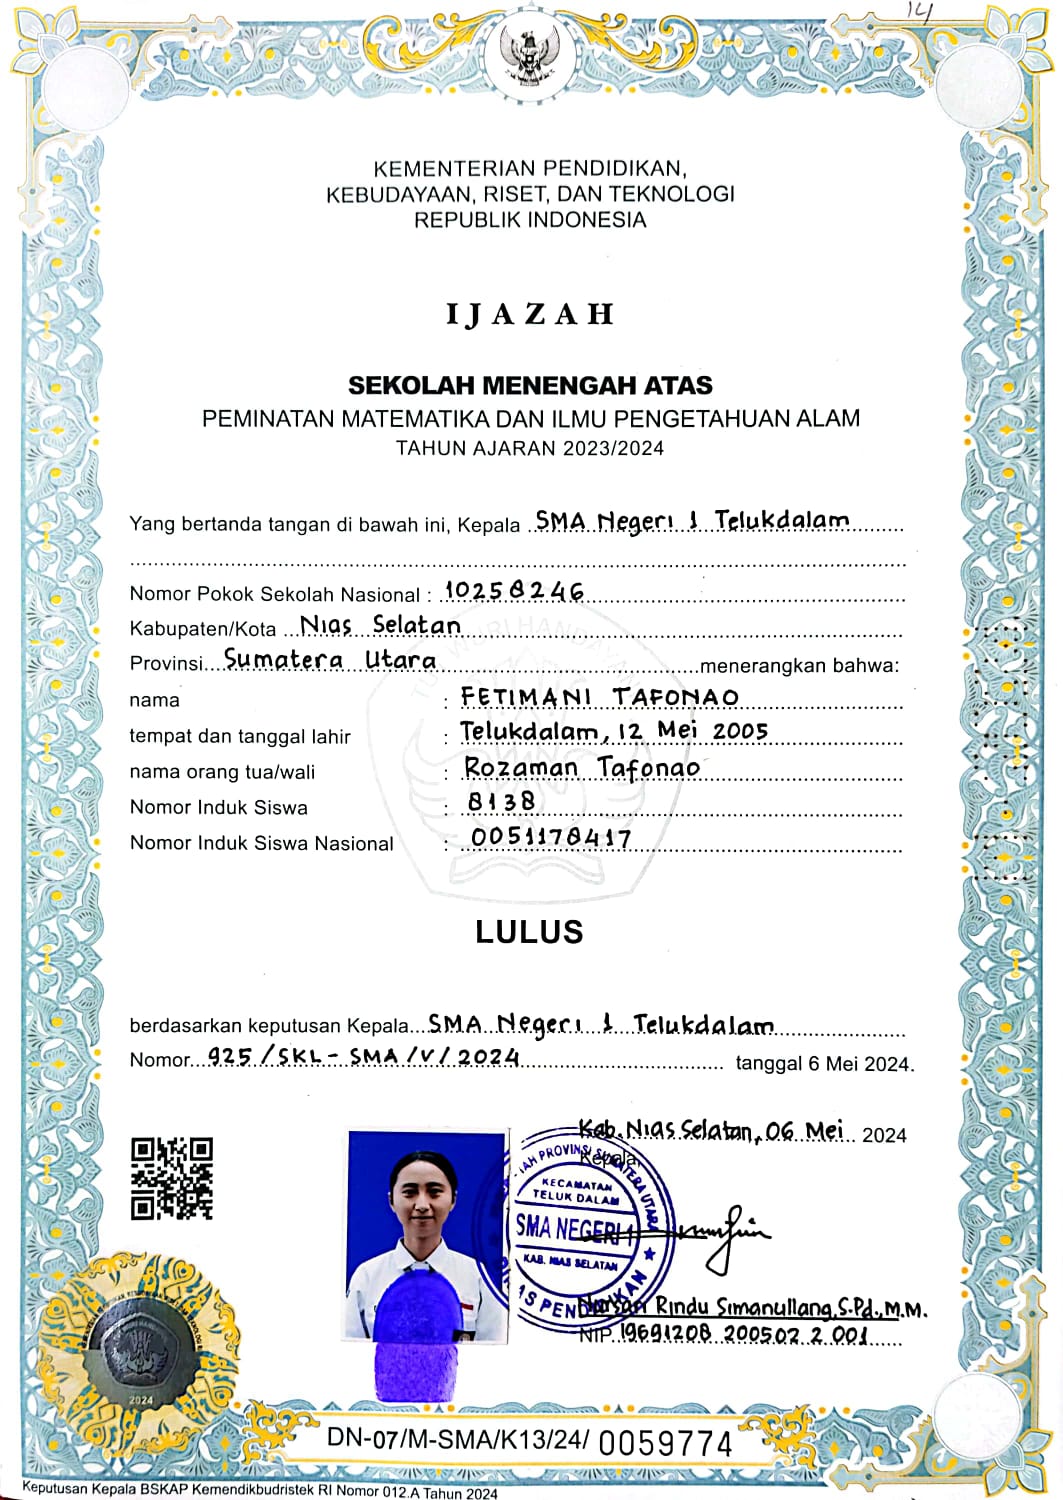 14
KEMENTERIAN PENDIDIKAN,
KEBUDAYAAN, RISET, DAN TEKNOLOGI
REPUBLIK INDONESIA
IJAZAH
SEKOLAH MENENGAH ATAS
PEMINATAN MATEMATIKA DAN ILMU PENGETAHUAN ALAM
TAHUN AJARAN 2023/2024
Yang bertanda tangan di bawah ini, Kepala SMA Negeri 1 Telukdalam
Nomor Pokok Sekolah Nasional : 10258246
Kabupaten/Kota Nias Selatan
Provinsi Sumatera Utara menerangkan bahwa:
nama : FETIMANI TAFONAO
tempat dan tanggal lahir : Telukdalam, 12 Mei 2005
nama orang tua/wali : Rozaman Tafonao
Nomor Induk Siswa : 8138
Nomor Induk Siswa Nasional : 0051178417
LULUS
berdasarkan keputusan Kepala SMA Negeri 1 Telukdalam
Nomor 925/SKL-SMA/V/2024 tanggal 6 Mei 2024.
Kab. Nias Selatan, 06 Mei 2024
Kepala
PROVINSI SUMATERA UTARA
KECAMATAN
TELUK DALAM
SMA NEGERI 1
KAB. NIAS SELATAN
PENDIDIKAN
Nursari Rindu Simanullang, S.Pd., M.M.
NIP. 19691208 200502 2 001
2024
DN-07/M-SMA/K13/24/ 0059774
Keputusan Kepala BSKAP Kemendikbudristek RI Nomor 012.A Tahun 2024